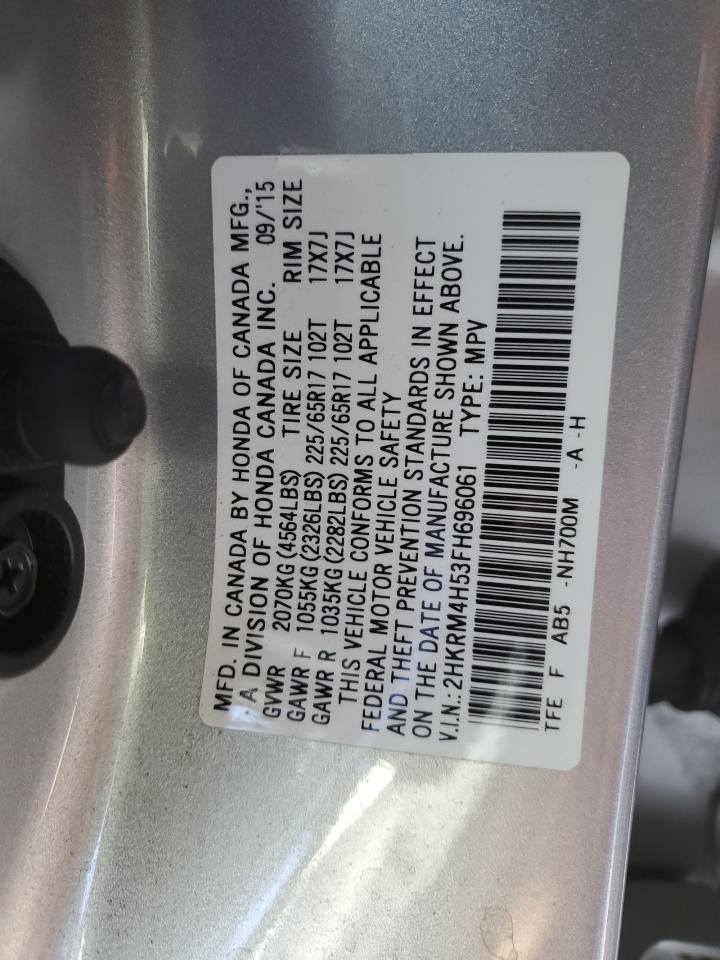 MFD. IN CANADA BY HONDA OF CANADA MFG.,
A DIVISION OF HONDA CANADA INC. 09/'15
GVWR 2070KG (4564LBS) TIRE SIZE RIM SIZE
GAWR F 1055KG (2326LBS) 225/65R17 102T 17X7J
GAWR R 1035KG (2282LBS) 225/65R17 102T 17X7J
THIS VEHICLE CONFORMS TO ALL APPLICABLE
FEDERAL MOTOR VEHICLE SAFETY
AND THEFT PREVENTION STANDARDS IN EFFECT
ON THE DATE OF MANUFACTURE SHOWN ABOVE.
V.I.N.: 2HKRM4H53FH696061 TYPE: MPV
TFE F AB5 -NH700M -A -H